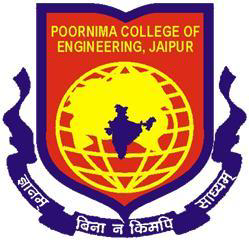 POORNIMA COLLEGE OF
ENGINEERING, JAIPUR
ज्ञानम् बिना न किमपि साध्यम्